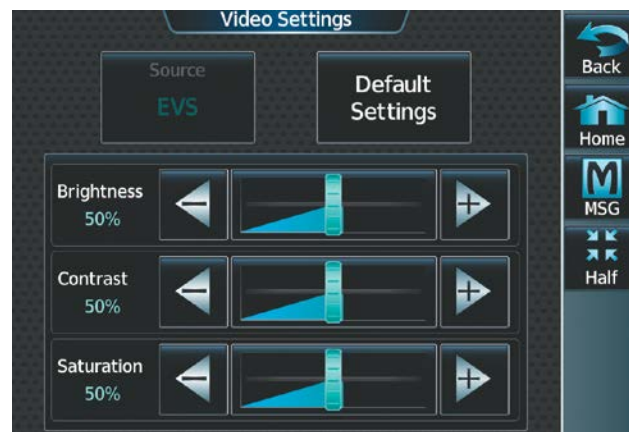 Video Settings
Source
EVS
Default
Settings
Back
Home
MSG
Half
Brightness
50%
Contrast
50%
Saturation
50%